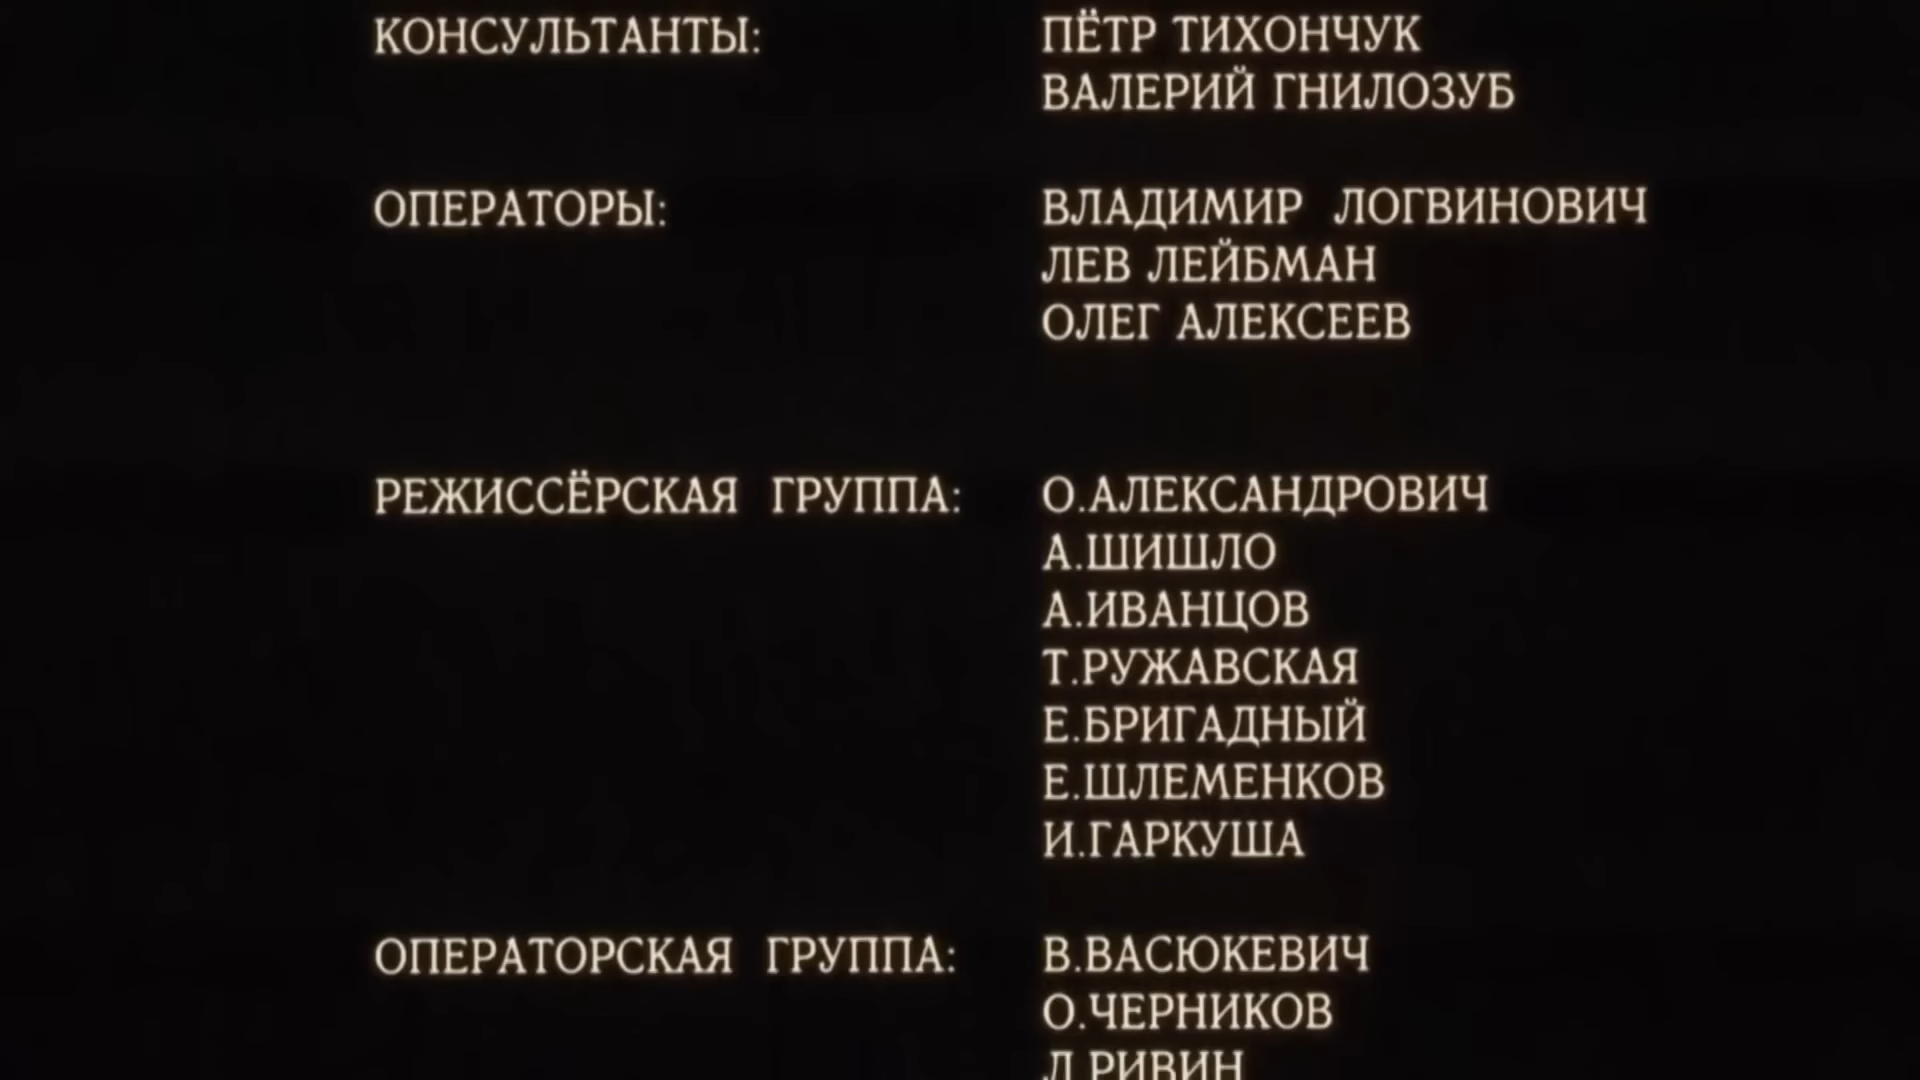 КОНСУЛЬТАНТЫ: ПЁТР ТИХОНЧУК
ВАЛЕРИЙ ГНИЛОЗУБ
ОПЕРАТОРЫ: ВЛАДИМИР ЛОГВИНОВИЧ
ЛЕВ ЛЕЙБМАН
ОЛЕГ АЛЕКСЕЕВ
РЕЖИССЁРСКАЯ ГРУППА: О.АЛЕКСАНДРОВИЧ
А.ШИШЛО
А.ИВАНЦОВ
Т.РУЖАВСКАЯ
Е.БРИГАДНЫЙ
Е.ШЛЕМЕНКОВ
И.ГАРКУША
ОПЕРАТОРСКАЯ ГРУППА: В.ВАСЮКЕВИЧ
О.ЧЕРНИКОВ
Л.РИВИН